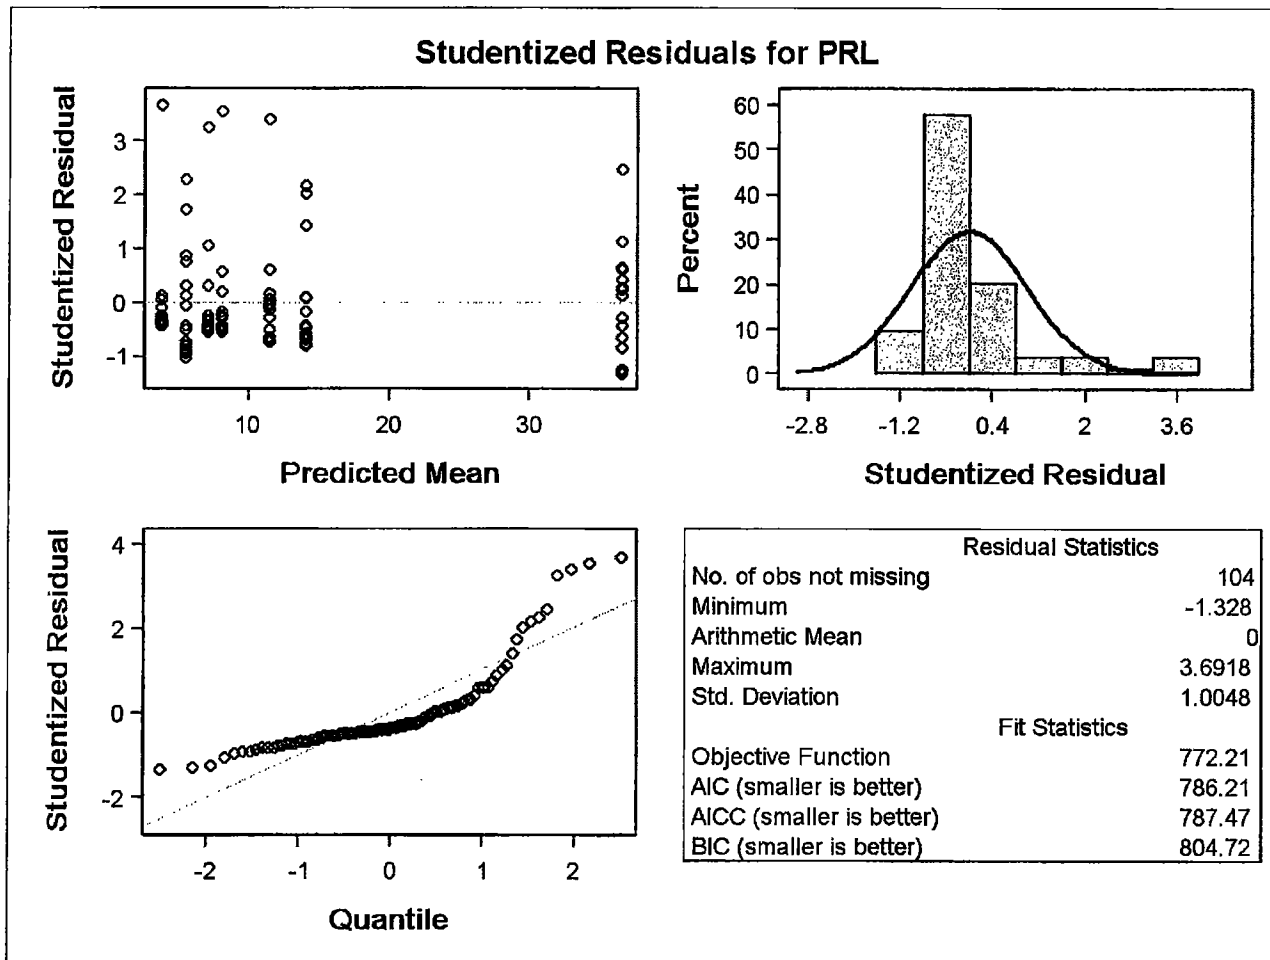 Studentized Residuals for PRL
Studentized Residual
3
2
1
0
-1
10 20 30
Predicted Mean
Percent
60
50
40
30
20
10
0
-2.8 -1.2 0.4 2 3.6
Studentized Residual
Studentized Residual
4
2
0
-2
-2 -1 0 1 2
Quantile
Residual Statistics
No. of obs not missing 104
Minimum -1.328
Arithmetic Mean 0
Maximum 3.6918
Std. Deviation 1.0048
Fit Statistics
Objective Function 772.21
AIC (smaller is better) 786.21
AICC (smaller is better) 787.47
BIC (smaller is better) 804.72